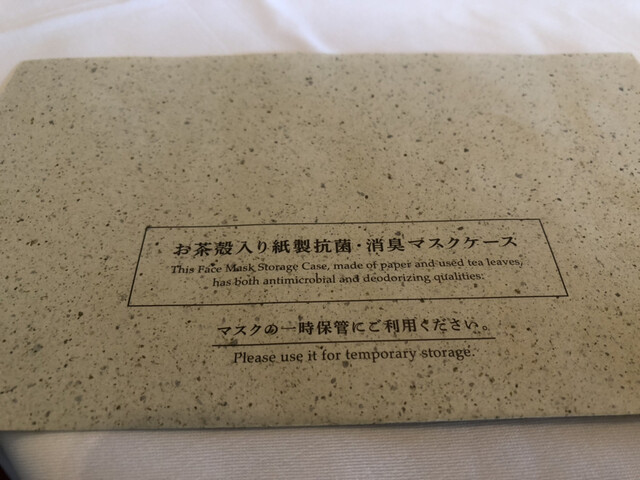 お茶殻入り紙製抗菌・消臭マスクケース
This Face Mask Storage Case, made of paper and used tea leaves,
has both antimicrobial and deodorizing qualities.
マスクの一時保管にご利用ください。
Please use it for temporary storage.